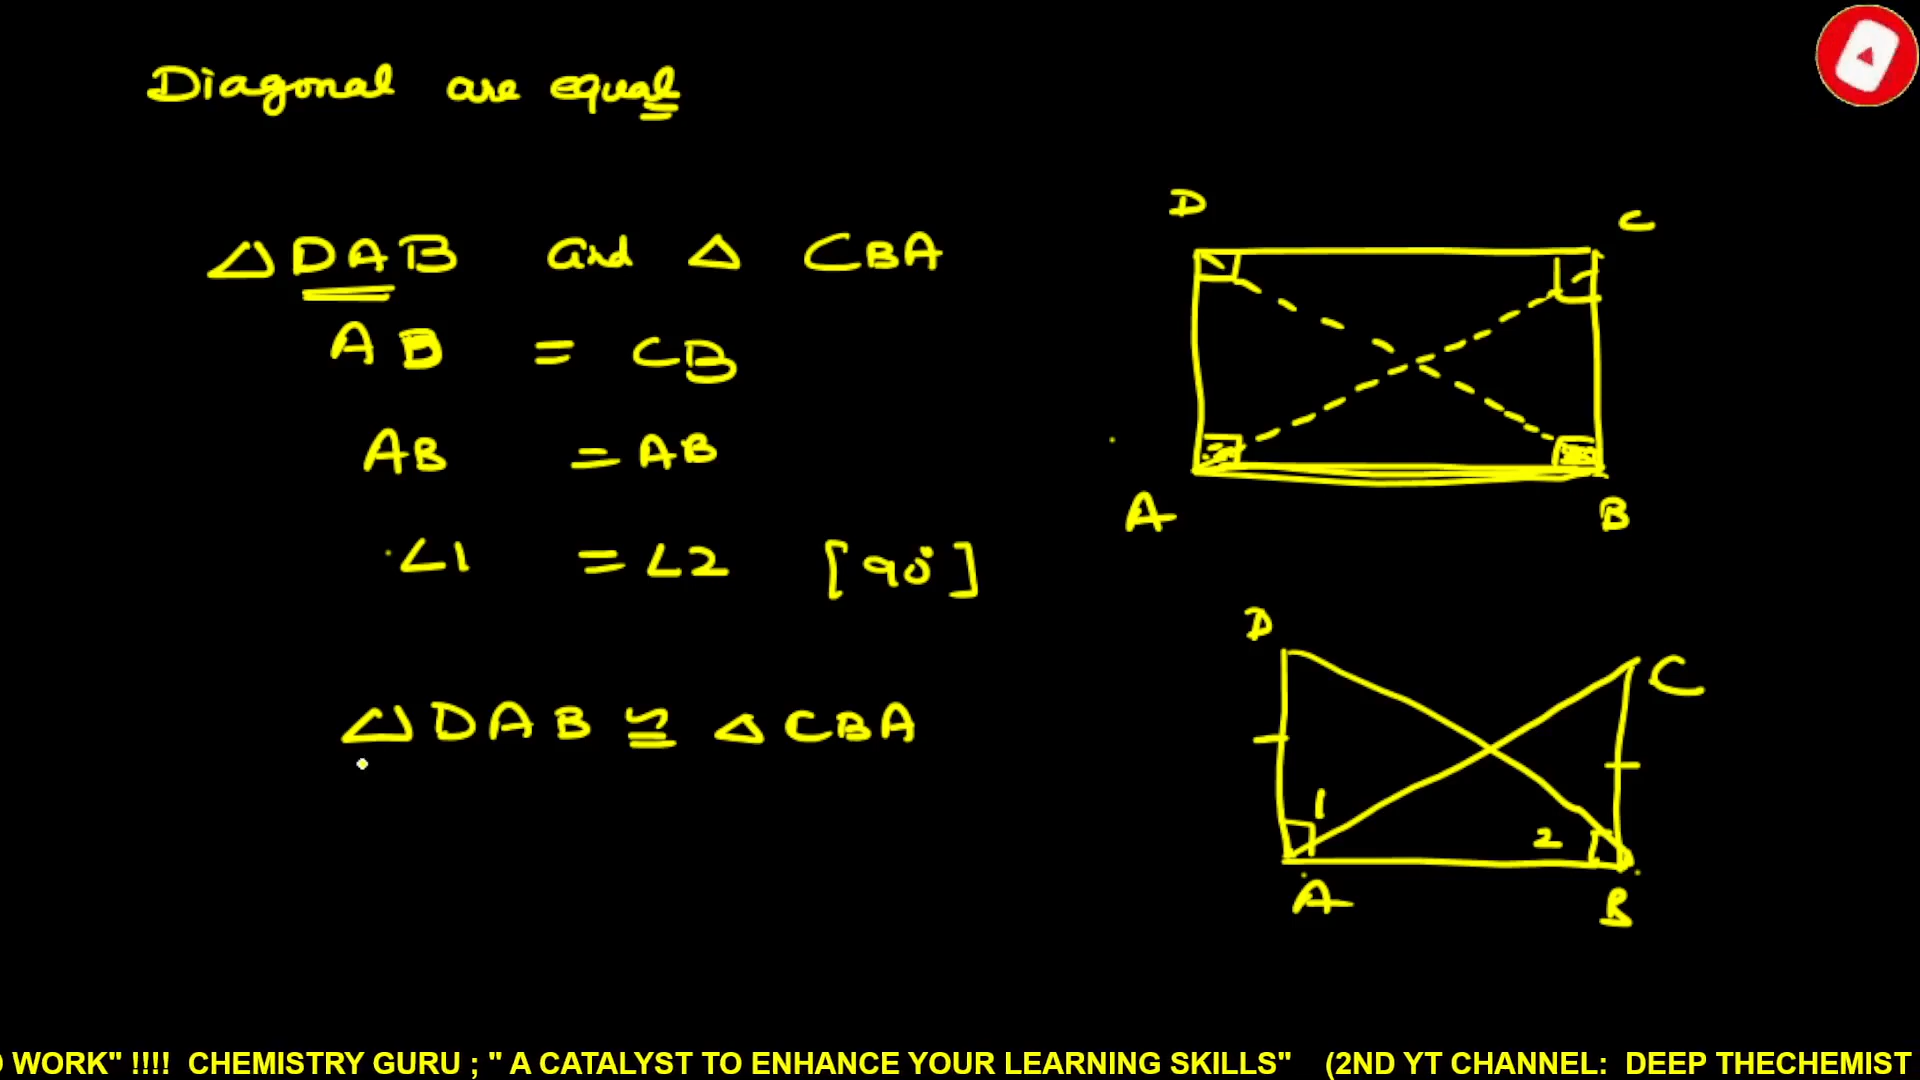 Diagonal are equal
△ DAB and △ CBA
AB = CB
AB = AB
∠1 = ∠2 [90°]
△ DAB ≅ △ CBA
D C
A B
D C
1 2
A B
WORK" !!!! CHEMISTRY GURU ; " A CATALYST TO ENHANCE YOUR LEARNING SKILLS" (2ND YT CHANNEL: DEEP THECHEMIST